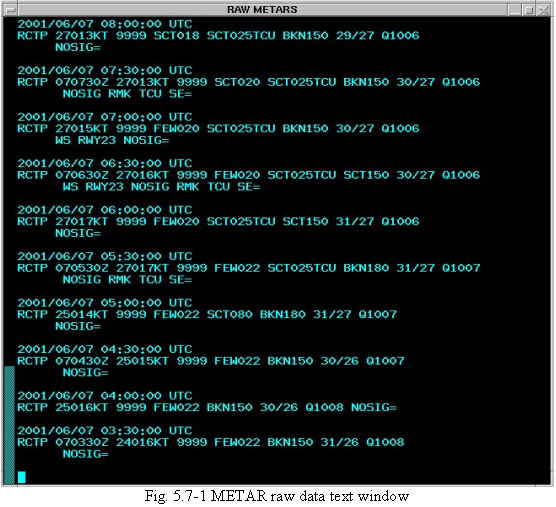 RAW METARS
2001/06/07 08:00:00 UTC
RCTP 27013KT 9999 SCT018 SCT025TCU BKN150 29/27 Q1006
NOSIG=
2001/06/07 07:30:00 UTC
RCTP 070730Z 27013KT 9999 SCT020 SCT025TCU BKN150 30/27 Q1006
NOSIG RMK TCU SE=
2001/06/07 07:00:00 UTC
RCTP 27015KT 9999 FEW020 SCT025TCU BKN150 30/27 Q1006
WS RWY23 NOSIG=
2001/06/07 06:30:00 UTC
RCTP 070630Z 27016KT 9999 FEW020 SCT025TCU SCT150 30/27 Q1006
WS RWY23 NOSIG RMK TCU SE=
2001/06/07 06:00:00 UTC
RCTP 27017KT 9999 FEW020 SCT025TCU SCT150 31/27 Q1006
NOSIG=
2001/06/07 05:30:00 UTC
RCTP 070530Z 27017KT 9999 FEW022 SCT025TCU BKN180 31/27 Q1007
NOSIG RMK TCU SE=
2001/06/07 05:00:00 UTC
RCTP 25014KT 9999 FEW022 SCT080 BKN180 31/27 Q1007
NOSIG=
2001/06/07 04:30:00 UTC
RCTP 070430Z 25015KT 9999 FEW022 BKN150 30/26 Q1007
NOSIG=
2001/06/07 04:00:00 UTC
RCTP 25016KT 9999 FEW022 BKN150 30/26 Q1008 NOSIG=
2001/06/07 03:30:00 UTC
RCTP 070330Z 24016KT 9999 FEW022 BKN150 31/26 Q1008
NOSIG=
Fig. 5.7-1 METAR raw data text window